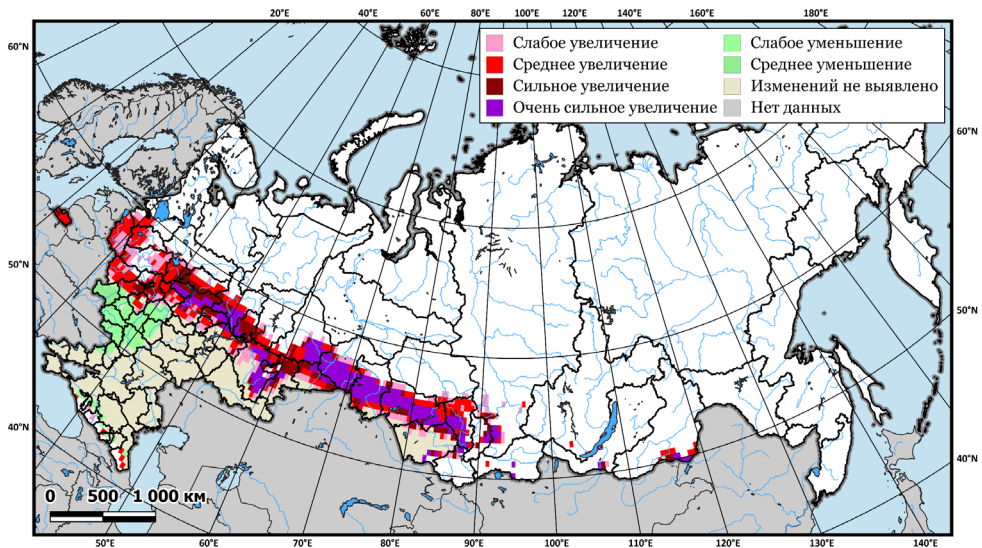 20°E 40°E 60°E 80°E 100°E 120°E 140°E 160°E 180°E
60°N
Слабое увеличение
Среднее увеличение
Сильное увеличение
Очень сильное увеличение
Слабое уменьшение
Среднее уменьшение
Изменений не выявлено
Нет данных
60°N
50°N
50°N
40°N
40°N
0 500 1 000 км
50°E 60°E 70°E 80°E 90°E 100°E 110°E 120°E 130°E 140°E